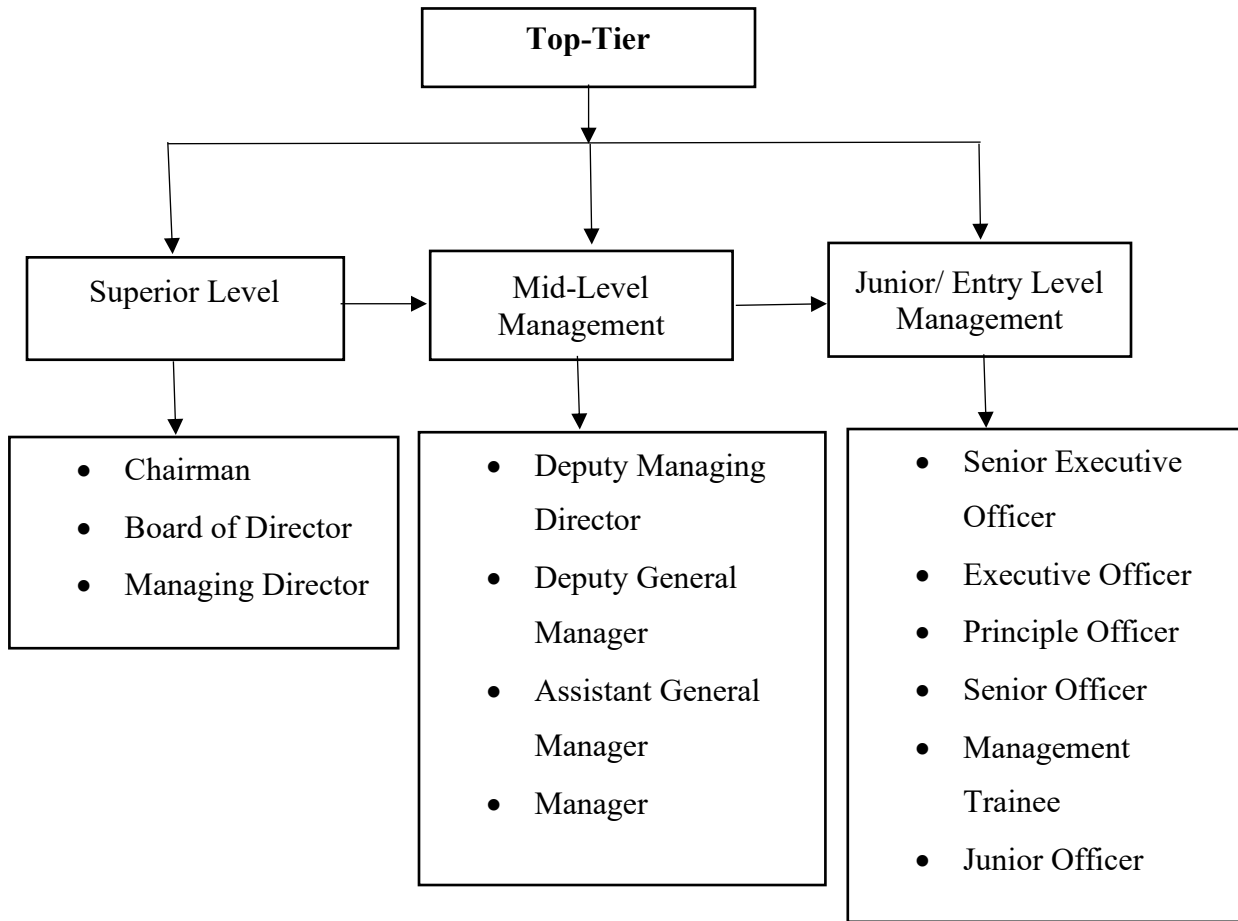 Top-Tier
Superior Level
Mid-Level
Management
Junior/ Entry Level
Management
• Chairman
• Board of Director
• Managing Director
• Deputy Managing
Director
• Deputy General
Manager
• Assistant General
Manager
• Manager
• Senior Executive
Officer
• Executive Officer
• Principle Officer
• Senior Officer
• Management
Trainee
• Junior Officer